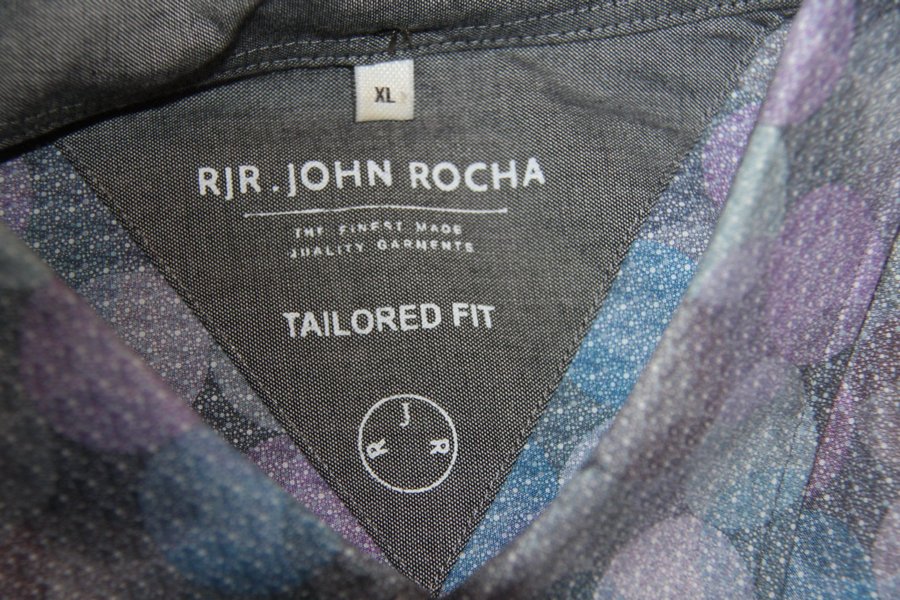 XL
RJR.JOHN ROCHA
THE FINEST MADE
QUALITY GARMENTS
TAILORED FIT
J
R R